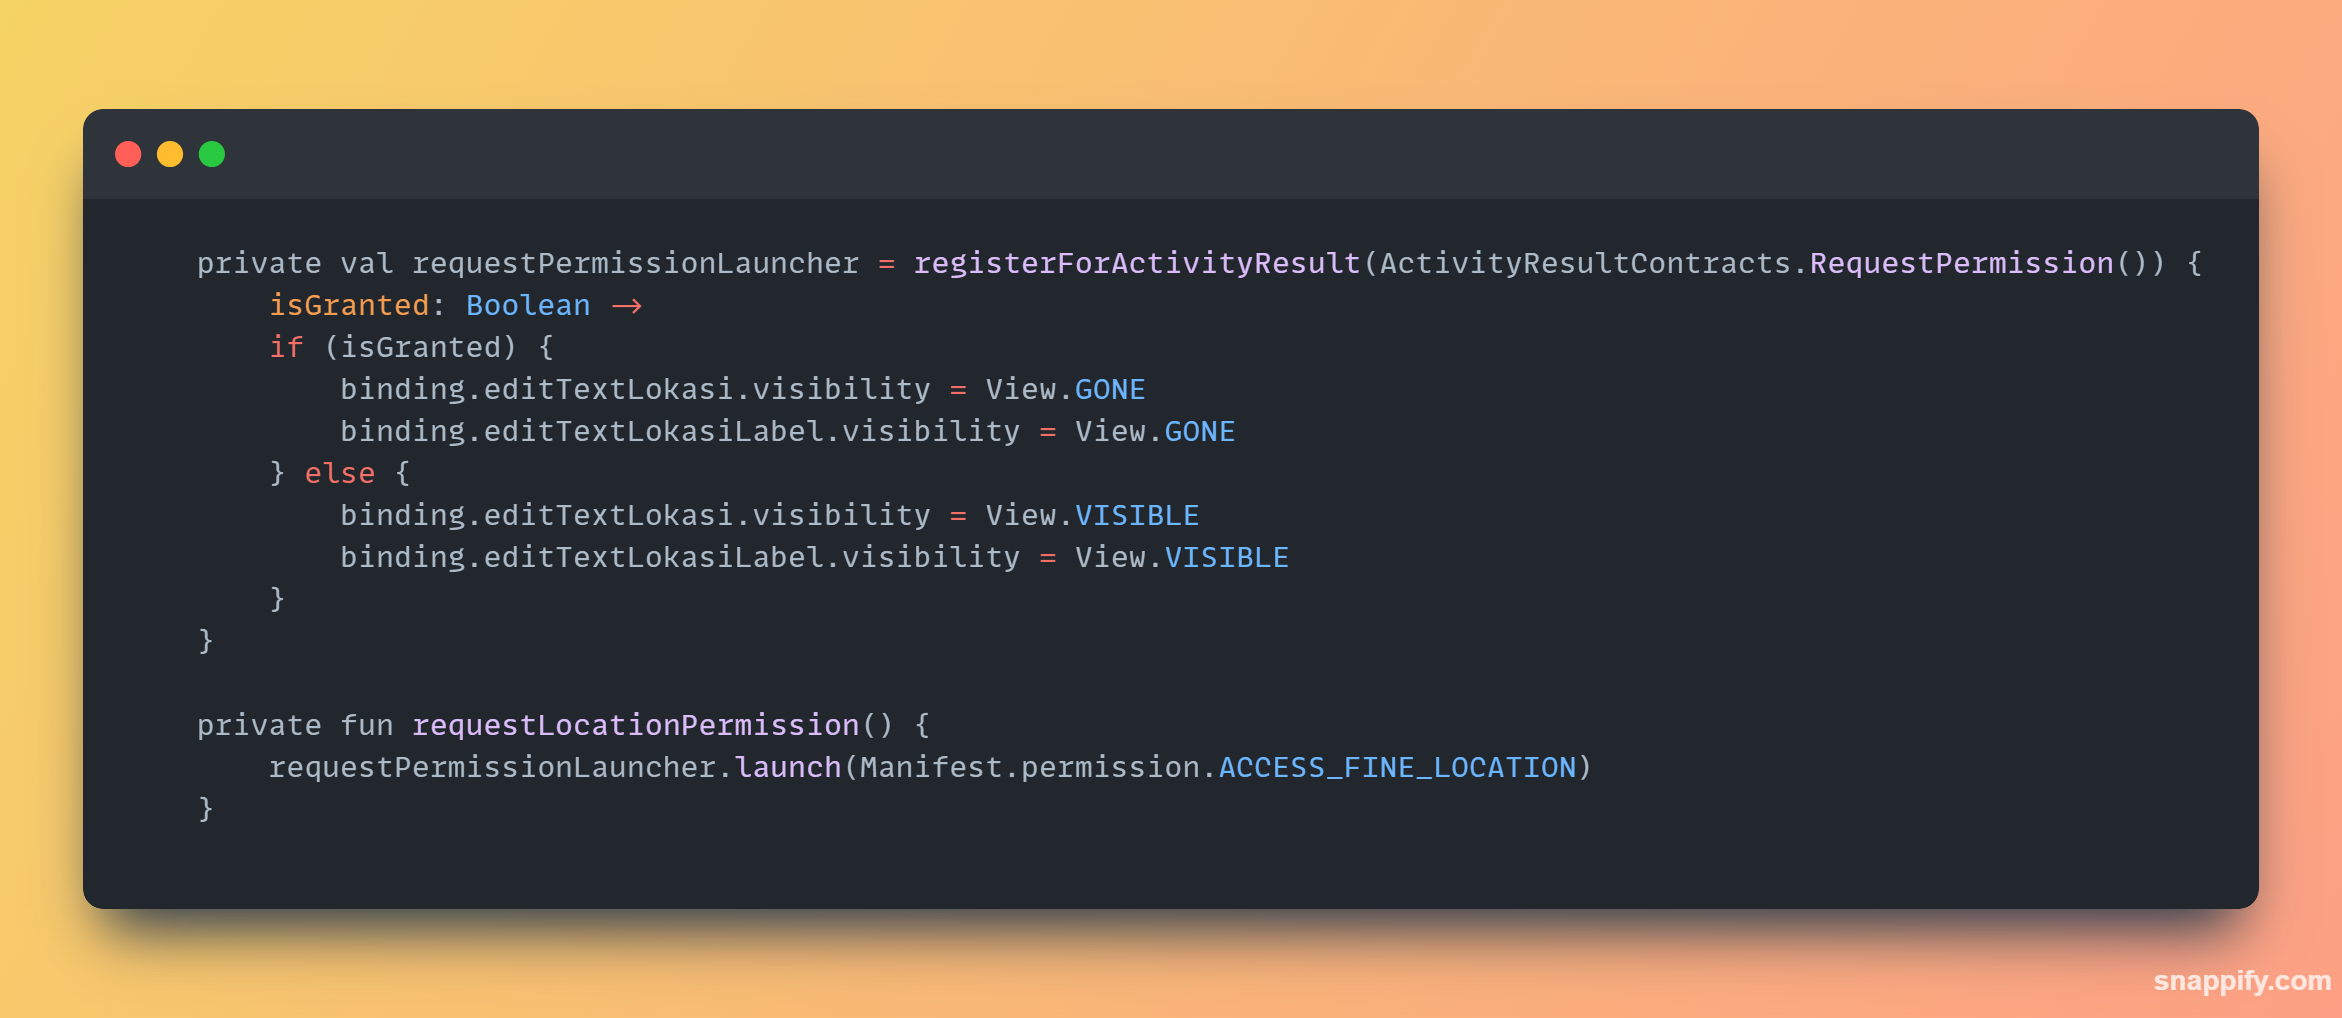 private val requestPermissionLauncher = registerForActivityResult(ActivityResultContracts.RequestPermission()) {
    isGranted: Boolean ->
    if (isGranted) {
        binding.editTextLokasi.visibility = View.GONE
        binding.editTextLokasiLabel.visibility = View.GONE
    } else {
        binding.editTextLokasi.visibility = View.VISIBLE
        binding.editTextLokasiLabel.visibility = View.VISIBLE
    }
}

private fun requestLocationPermission() {
    requestPermissionLauncher.launch(Manifest.permission.ACCESS_FINE_LOCATION)
}
snappify.com